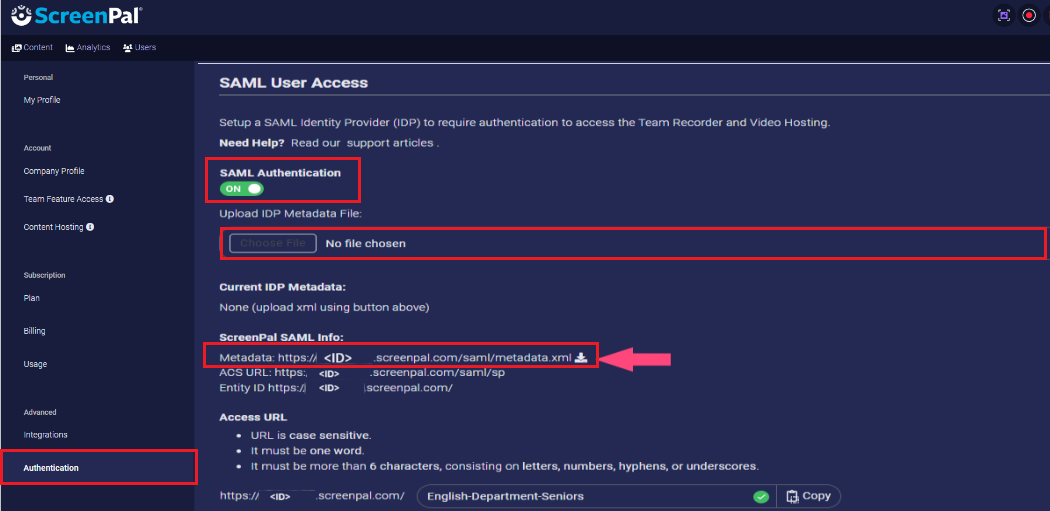 ScreenPal
Content Analytics Users
Personal
My Profile
Account
Company Profile
Team Feature Access
Content Hosting
Subscription
Plan
Billing
Usage
Advanced
Integrations
Authentication
SAML User Access
Setup a SAML Identity Provider (IDP) to require authentication to access the Team Recorder and Video Hosting.
Need Help? Read our support articles .
SAML Authentication
ON
Upload IDP Metadata File:
Choose File No file chosen
Current IDP Metadata:
None (upload xml using button above)
ScreenPal SAML Info:
Metadata: https:// <ID> .screenpal.com/saml/metadata.xml
ACS URL: https:/ <ID> .screenpal.com/saml/sp
Entity ID https:/ <ID> .screenpal.com/
Access URL
• URL is case sensitive.
• It must be one word.
• It must be more than 6 characters, consisting on letters, numbers, hyphens, or underscores.
https:// <ID> .screenpal.com/ English-Department-Seniors Copy